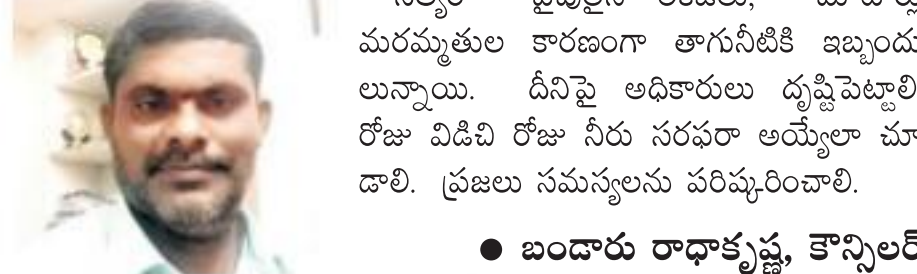 పైపులైన్
మరమ్మతుల కారణంగా తాగునీటికి ఇబ్బందు
లున్నాయి. దీనిపై అధికారులు దృష్టిపెట్టాలి
రోజు విడిచి రోజు నీరు సరఫరా అయ్యేలా చూ
డాలి. ప్రజలు సమస్యలను పరిష్కరించాలి.
● బండారు రాధాకృష్ణ, కౌన్సిలర్